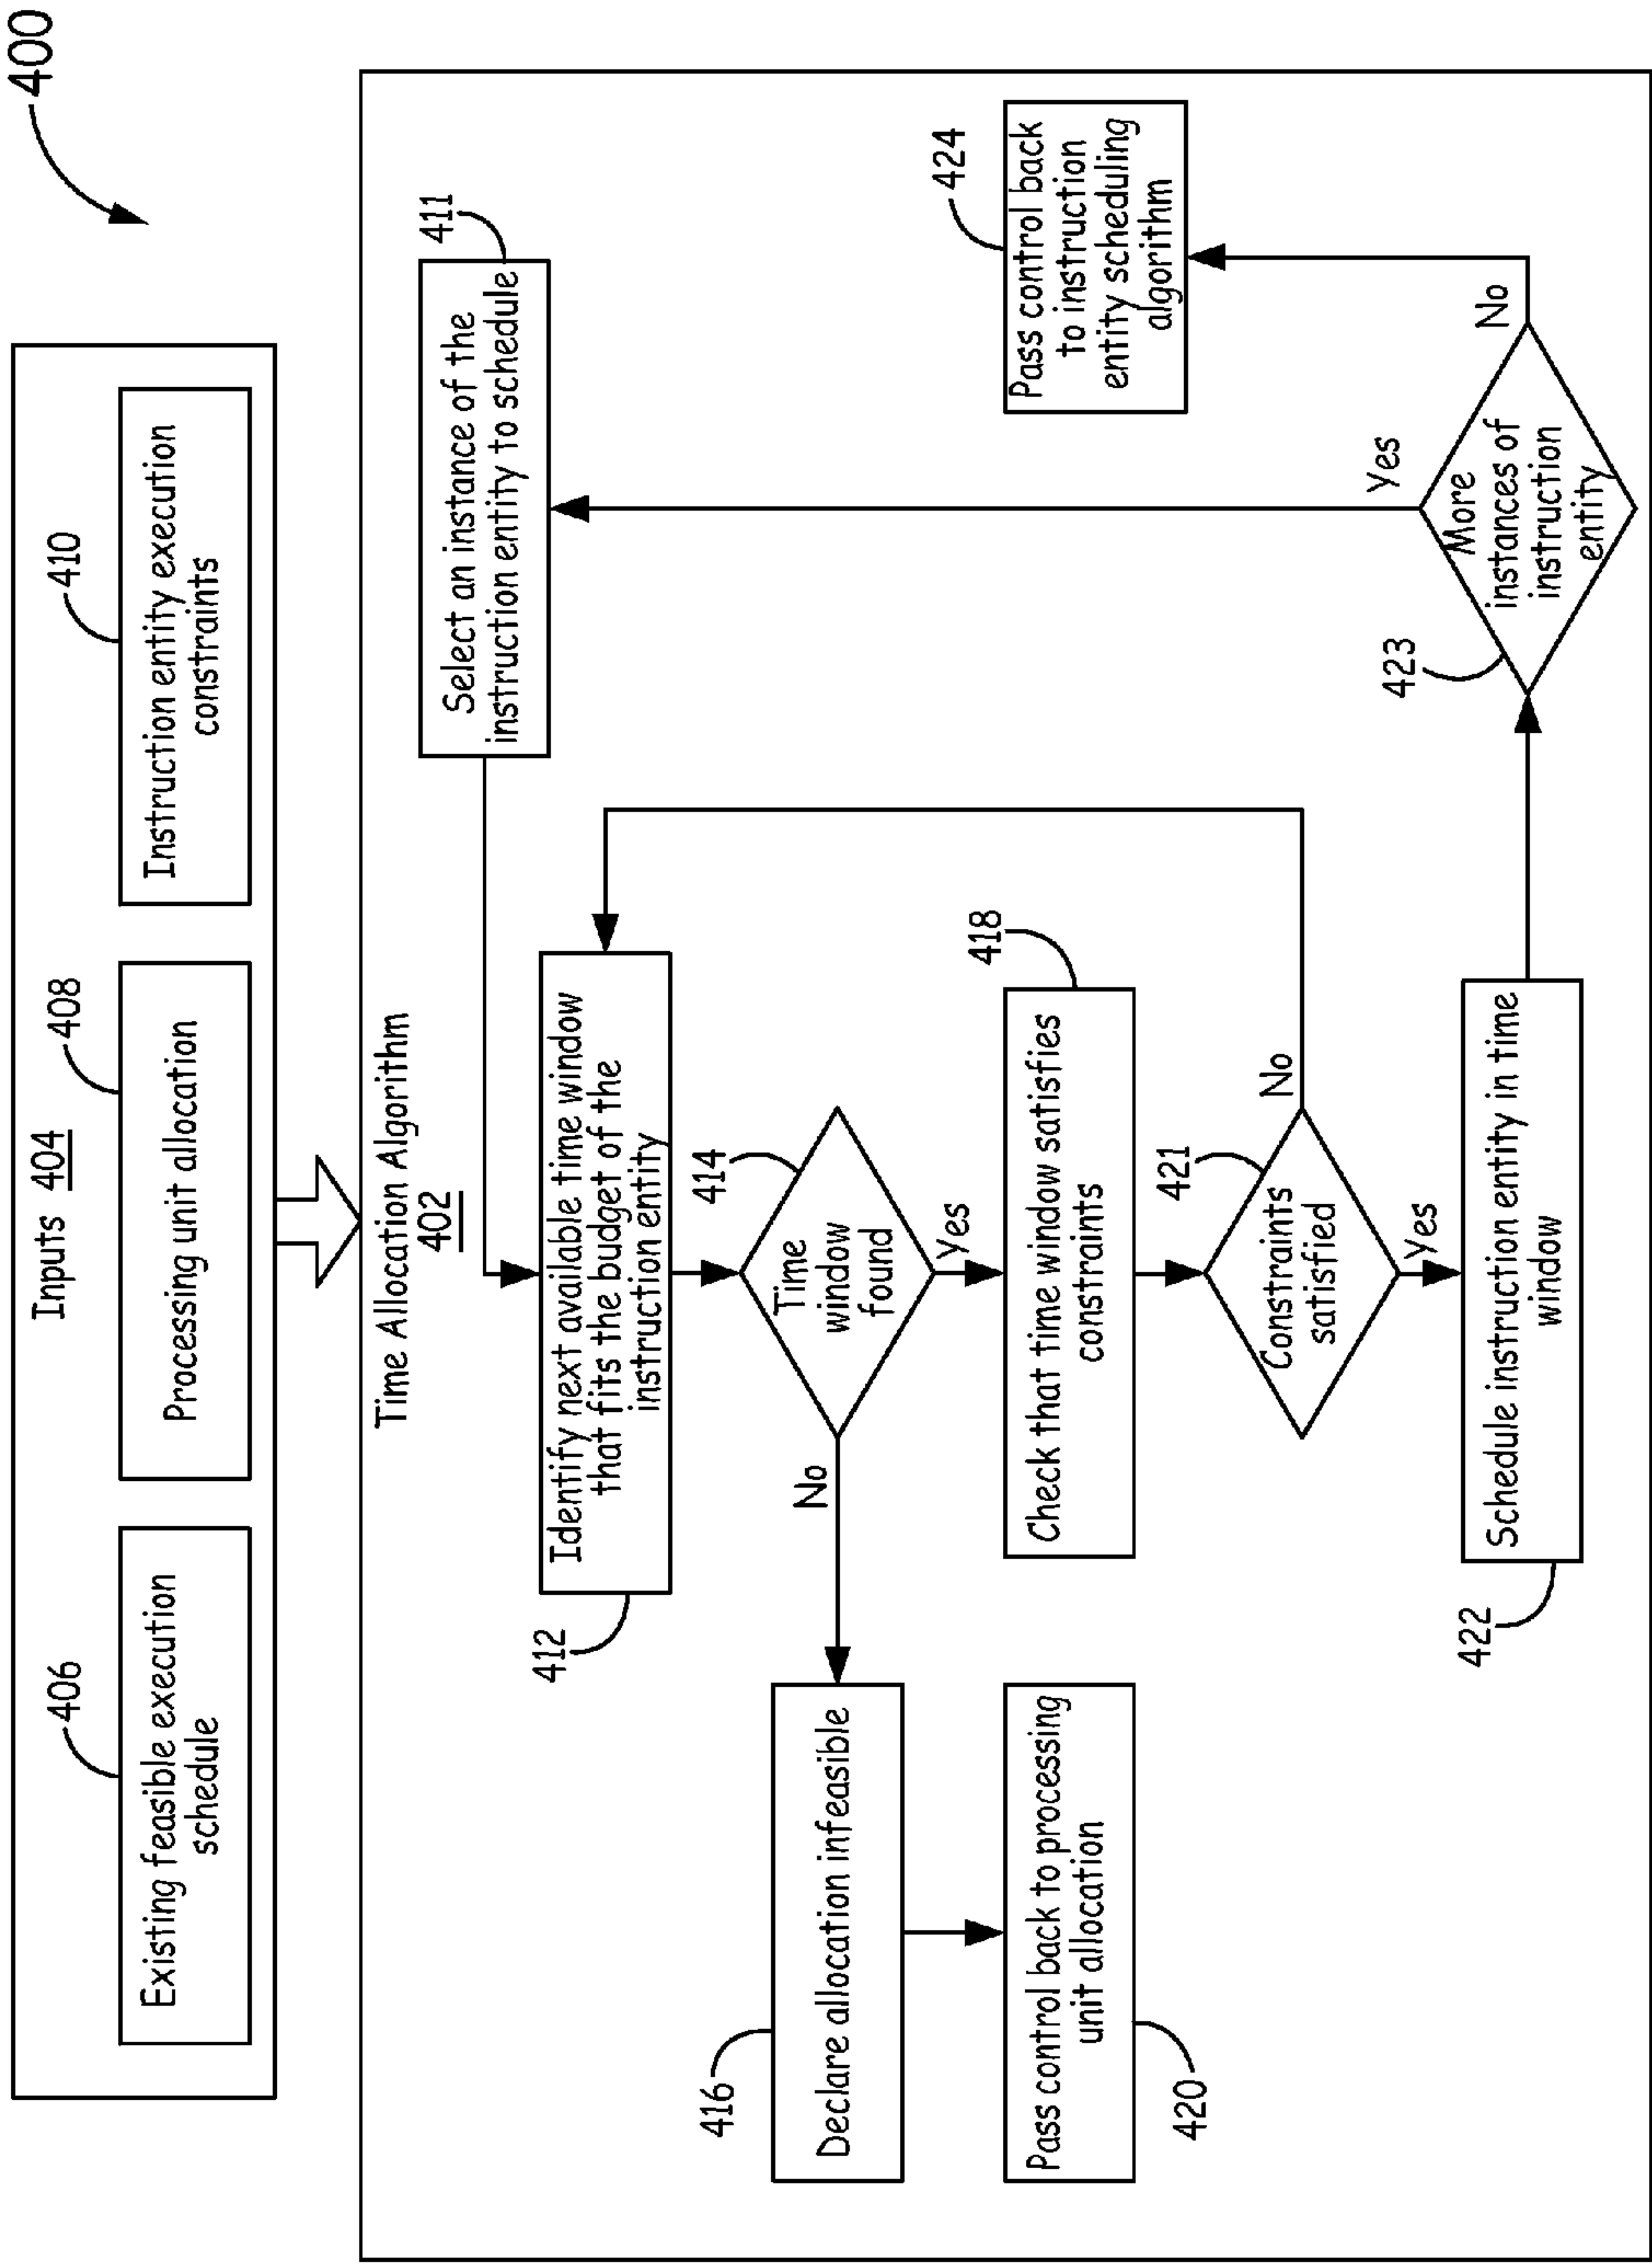 400
Inputs 404
406
Existing feasible execution
schedule
408
Processing unit allocation
410
Instruction entity execution
constraints
Time Allocation Algorithm
402
411
Select an instance of the
instruction entity to schedule
412
Identify next available time window
that fits the budget of the
instruction entity
414
Time
window
found
No
Yes
416
Declare allocation infeasible
418
Check that time window satisfies
constraints
420
Pass control back to processing
unit allocation
421
Constraints
satisfied
No
Yes
422
Schedule instruction entity in time
window
423
More
instances of
instruction
entity
Yes
No
424
Pass control back
to instruction
entity scheduling
algorithm